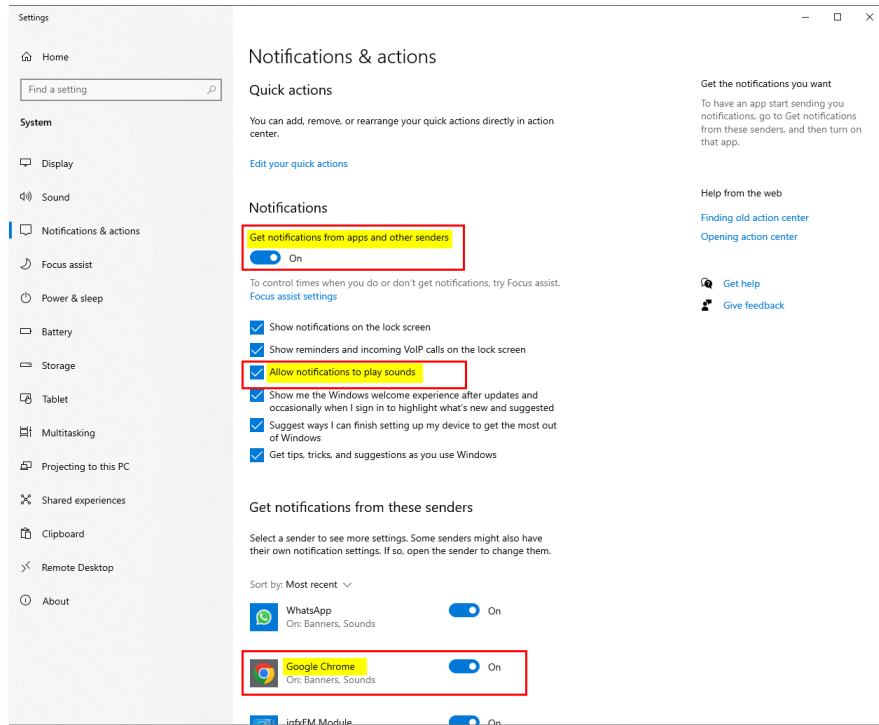 Settings
Home
Find a setting
System
Display
Sound
Notifications & actions
Focus assist
Power & sleep
Battery
Storage
Tablet
Multitasking
Projecting to this PC
Shared experiences
Clipboard
Remote Desktop
About
Notifications & actions
Quick actions
You can add, remove, or rearrange your quick actions directly in action
center.
Edit your quick actions
Notifications
Get notifications from apps and other senders
On
To control times when you do or don't get notifications, try Focus assist.
Focus assist settings
Show notifications on the lock screen
Show reminders and incoming VoIP calls on the lock screen
Allow notifications to play sounds
Show me the Windows welcome experience after updates and
occasionally when I sign in to highlight what's new and suggested
Suggest ways I can finish setting up my device to get the most out
of Windows
Get tips, tricks, and suggestions as you use Windows
Get notifications from these senders
Select a sender to see more settings. Some senders might also have
their own notification settings. If so, open the sender to change them.
Sort by: Most recent
WhatsApp
On: Banners, Sounds
On
Google Chrome
On: Banners, Sounds
On
igfxEM Module
On
Get the notifications you want
To have an app start sending you
notifications, go to Get notifications
from these senders, and then turn on
that app.
Help from the web
Finding old action center
Opening action center
Get help
Give feedback